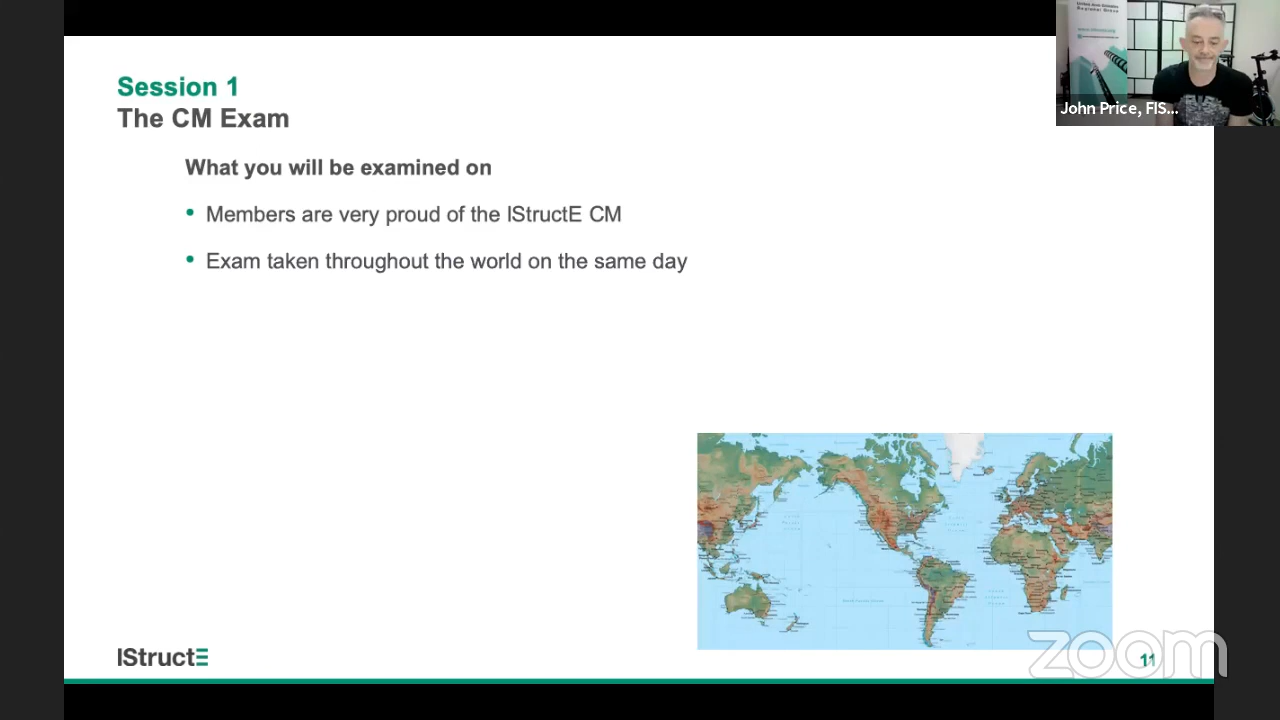 Session 1
The CM Exam
What you will be examined on
• Members are very proud of the IStructE CM
• Exam taken throughout the world on the same day
John Price, FIS...
IStructE
11
zoom